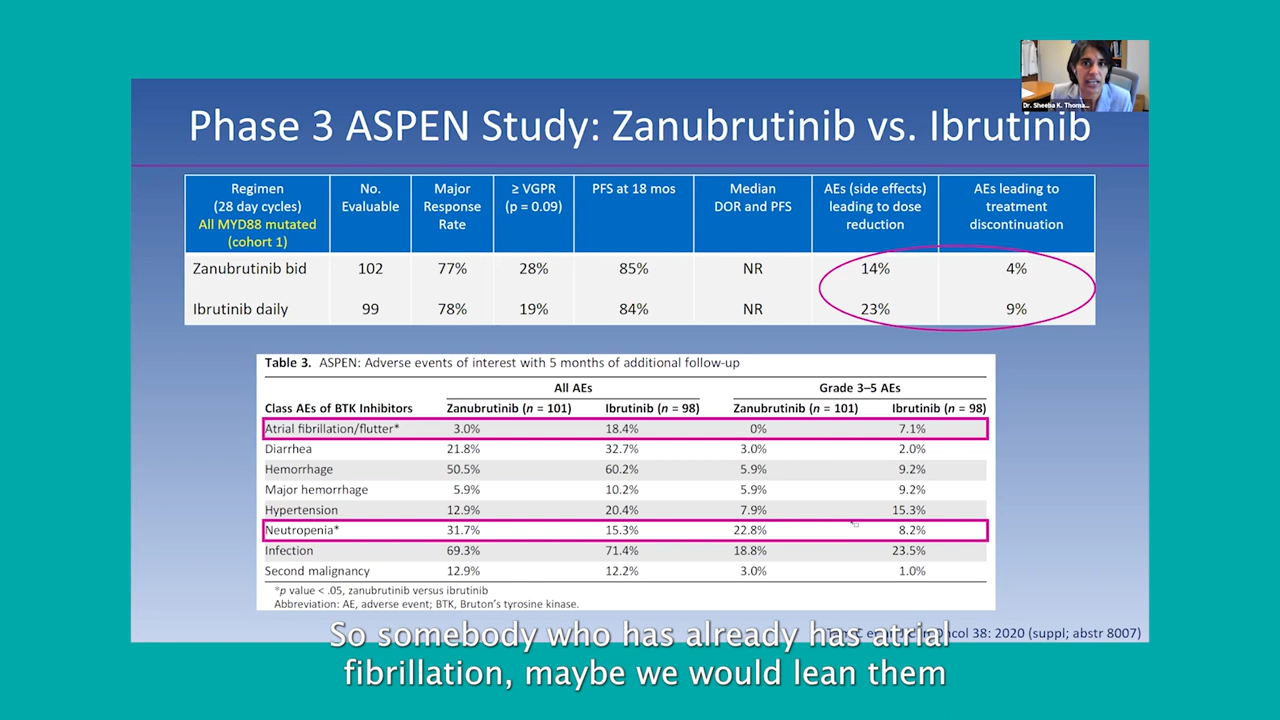 Dr. Sheeba K. Thoma...
Phase 3 ASPEN Study: Zanubrutinib vs. Ibrutinib
Regimen (28 day cycles) All MYD88 mutated (cohort 1) No. Evaluable Major Response Rate ≥ VGPR (p = 0.09) PFS at 18 mos Median DOR and PFS AEs (side effects) leading to dose reduction AEs leading to treatment discontinuation
Zanubrutinib bid 102 77% 28% 85% NR 14% 4%
Ibrutinib daily 99 78% 19% 84% NR 23% 9%
Table 3. ASPEN: Adverse events of interest with 5 months of additional follow-up
All AEs Grade 3–5 AEs
Class AEs of BTK Inhibitors Zanubrutinib (n = 101) Ibrutinib (n = 98) Zanubrutinib (n = 101) Ibrutinib (n = 98)
Atrial fibrillation/flutter* 3.0% 18.4% 0% 7.1%
Diarrhea 21.8% 32.7% 3.0% 2.0%
Hemorrhage 50.5% 60.2% 5.9% 9.2%
Major hemorrhage 5.9% 10.2% 5.9% 9.2%
Hypertension 12.9% 20.4% 7.9% 15.3%
Neutropenia* 31.7% 15.3% 22.8% 8.2%
Infection 69.3% 71.4% 18.8% 23.5%
Second malignancy 12.9% 12.2% 3.0% 1.0%
*p value < .05, zanubrutinib versus ibrutinib
Abbreviation: AE, adverse event; BTK, Bruton's tyrosine kinase.
38: 2020 (suppl; abstr 8007)
So somebody who has already has atrial
fibrillation, maybe we would lean them